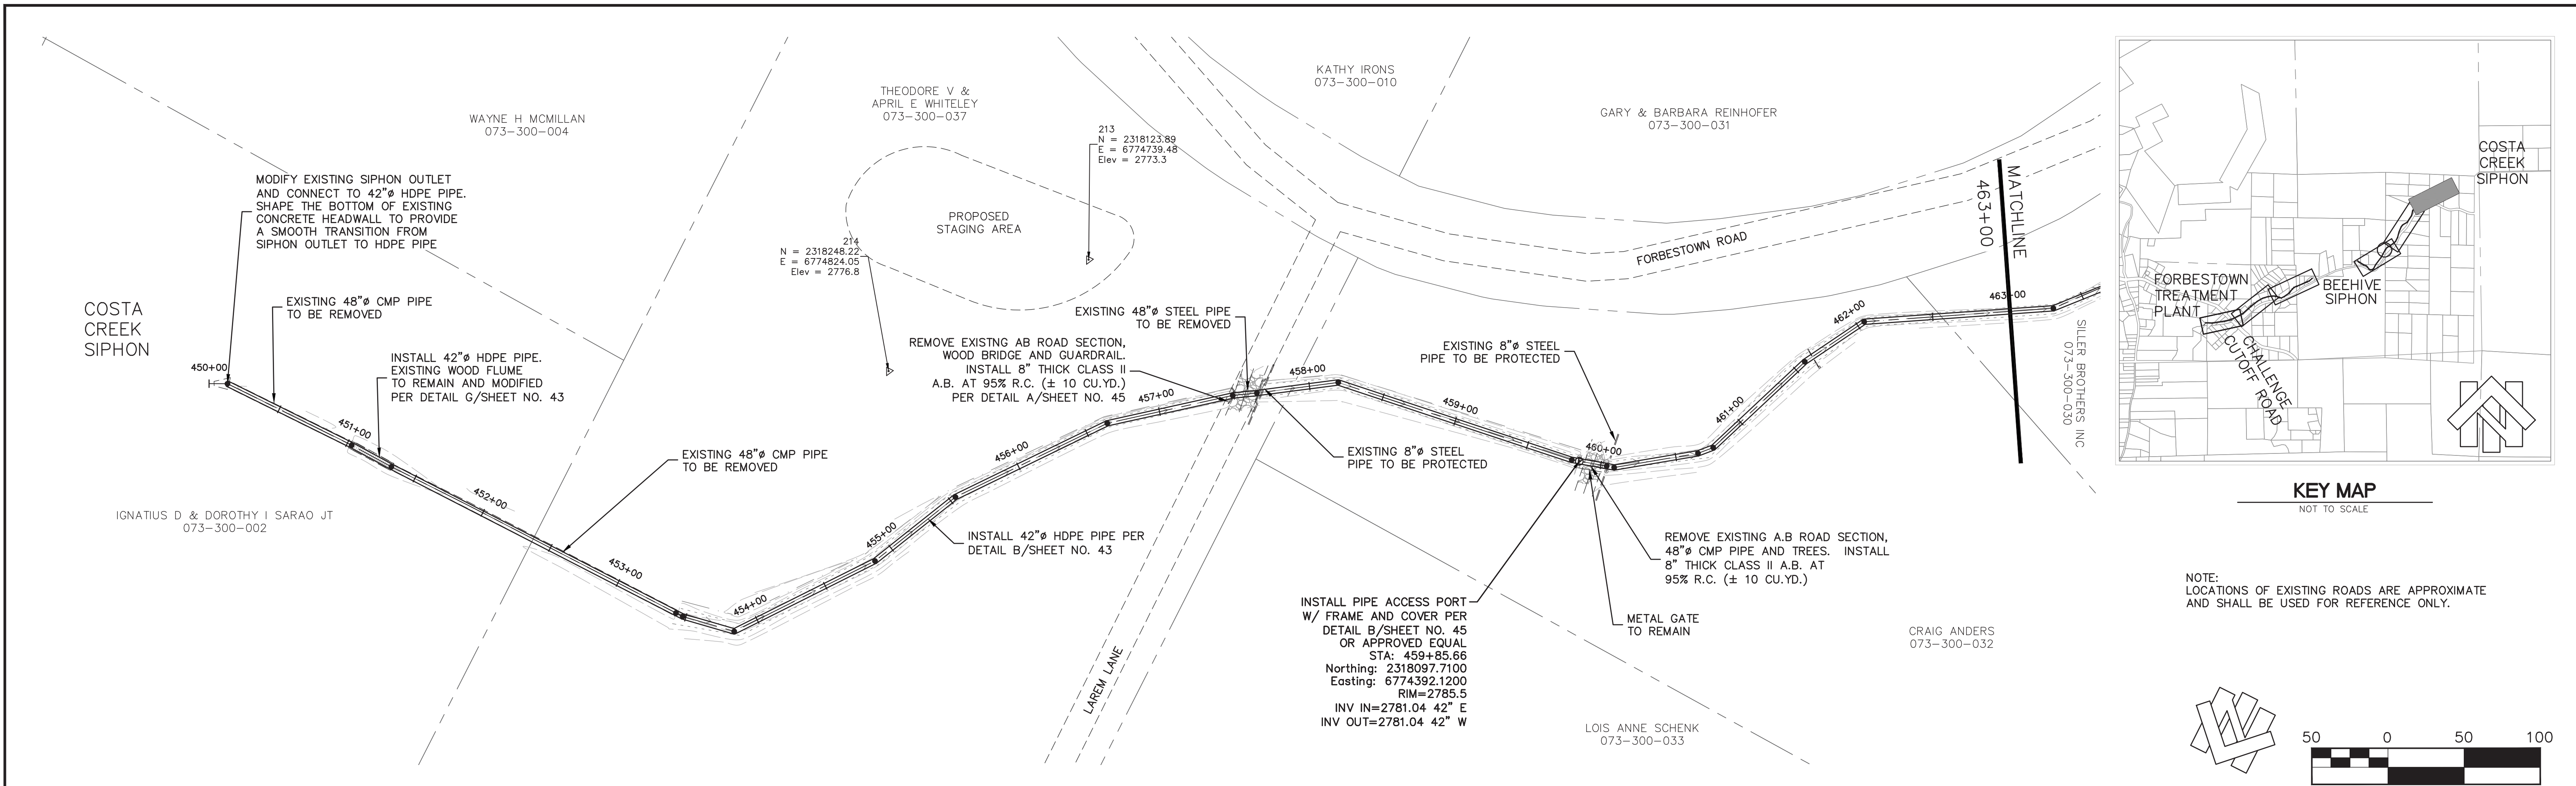 MODIFY EXISTING SIPHON OUTLET
AND CONNECT TO 42"ø HDPE PIPE.
SHAPE THE BOTTOM OF EXISTING
CONCRETE HEADWALL TO PROVIDE
A SMOOTH TRANSITION FROM
SIPHON OUTLET TO HDPE PIPE
WAYNE H MCMILLAN
073-300-004
THEODORE V &
APRIL E WHITELEY
073-300-037
213
N = 2318123.89
E = 6774739.48
Elev = 2773.3
KATHY IRONS
073-300-010
GARY & BARBARA REINHOFER
073-300-031
PROPOSED
STAGING AREA
214
N = 2318248.22
E = 6774824.05
Elev = 2776.8
FORBESTOWN ROAD
MATCHLINE
463+00
COSTA
CREEK
SIPHON
EXISTING 48"ø CMP PIPE
TO BE REMOVED
INSTALL 42"ø HDPE PIPE.
EXISTING WOOD FLUME
TO REMAIN AND MODIFIED
PER DETAIL G/SHEET NO. 43
EXISTING 48"ø STEEL PIPE
TO BE REMOVED
REMOVE EXISTNG AB ROAD SECTION,
WOOD BRIDGE AND GUARDRAIL.
INSTALL 8" THICK CLASS II
A.B. AT 95% R.C. (± 10 CU.YD.)
PER DETAIL A/SHEET NO. 45
EXISTING 8"ø STEEL
PIPE TO BE PROTECTED
450+00
451+00
452+00
453+00
454+00
455+00
456+00
457+00
458+00
459+00
460+00
461+00
462+00
463+00
EXISTING 48"ø CMP PIPE
TO BE REMOVED
EXISTING 8"ø STEEL
PIPE TO BE PROTECTED
IGNATIUS D & DOROTHY I SARAO JT
073-300-002
INSTALL 42"ø HDPE PIPE PER
DETAIL B/SHEET NO. 43
REMOVE EXISTING A.B ROAD SECTION,
48"ø CMP PIPE AND TREES. INSTALL
8" THICK CLASS II A.B. AT
95% R.C. (± 10 CU.YD.)
INSTALL PIPE ACCESS PORT
W/ FRAME AND COVER PER
DETAIL B/SHEET NO. 45
OR APPROVED EQUAL
STA: 459+85.66
Northing: 2318097.7100
Easting: 6774392.1200
RIM=2785.5
INV IN=2781.04 42" E
INV OUT=2781.04 42" W
METAL GATE
TO REMAIN
LAREM LANE
CRAIG ANDERS
073-300-032
LOIS ANNE SCHENK
073-300-033
SILLER BROTHERS INC
073-300-030
COSTA
CREEK
SIPHON
FORBESTOWN
TREATMENT
PLANT
BEEHIVE
SIPHON
CHALLENGE
CUTOFF ROAD
N
KEY MAP
NOT TO SCALE
NOTE:
LOCATIONS OF EXISTING ROADS ARE APPROXIMATE
AND SHALL BE USED FOR REFERENCE ONLY.
50 0 50 100